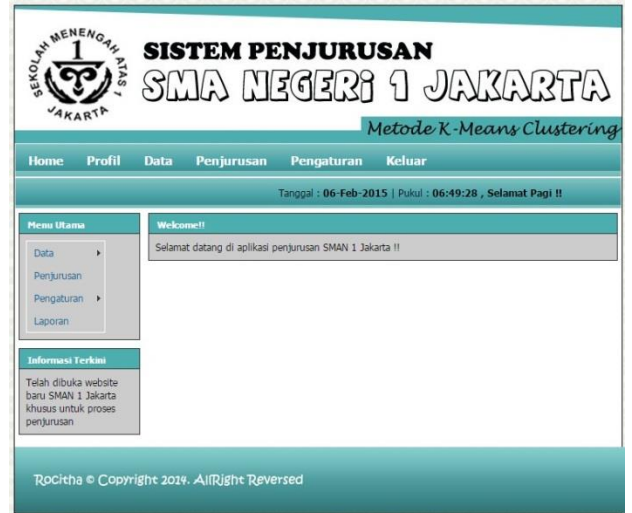 SEKOLAH MENENGAH ATAS 1
1
JAKARTA
SISTEM PENJURUSAN
SMA NEGERi 1 JAKARTA
Metode K-Means Clustering
Home Profil Data Penjurusan Pengaturan Keluar
Tanggal : 06-Feb-2015 | Pukul : 06:49:28 , Selamat Pagi !!
Menu Utama
Data
Penjurusan
Pengaturan
Laporan
Welcome!!
Selamat datang di aplikasi penjurusan SMAN 1 Jakarta !!
Informasi Terkini
Telah dibuka website
baru SMAN 1 Jakarta
khusus untuk proses
penjurusan
Rocitha © Copyright 2014. AllRight Reversed